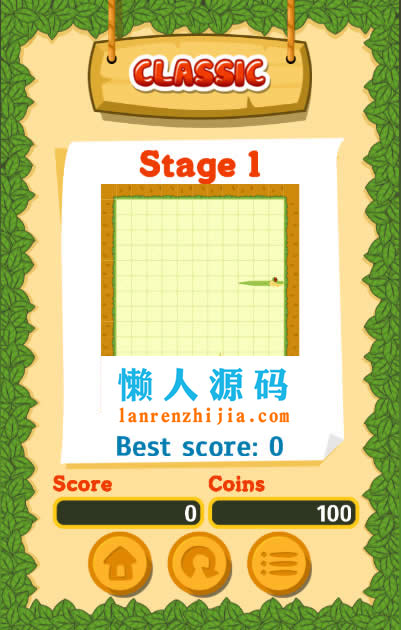 CLASSIC
Stage 1
懒人源码
lanrenzhijia.com
Best score: 0
Score Coins
0 100